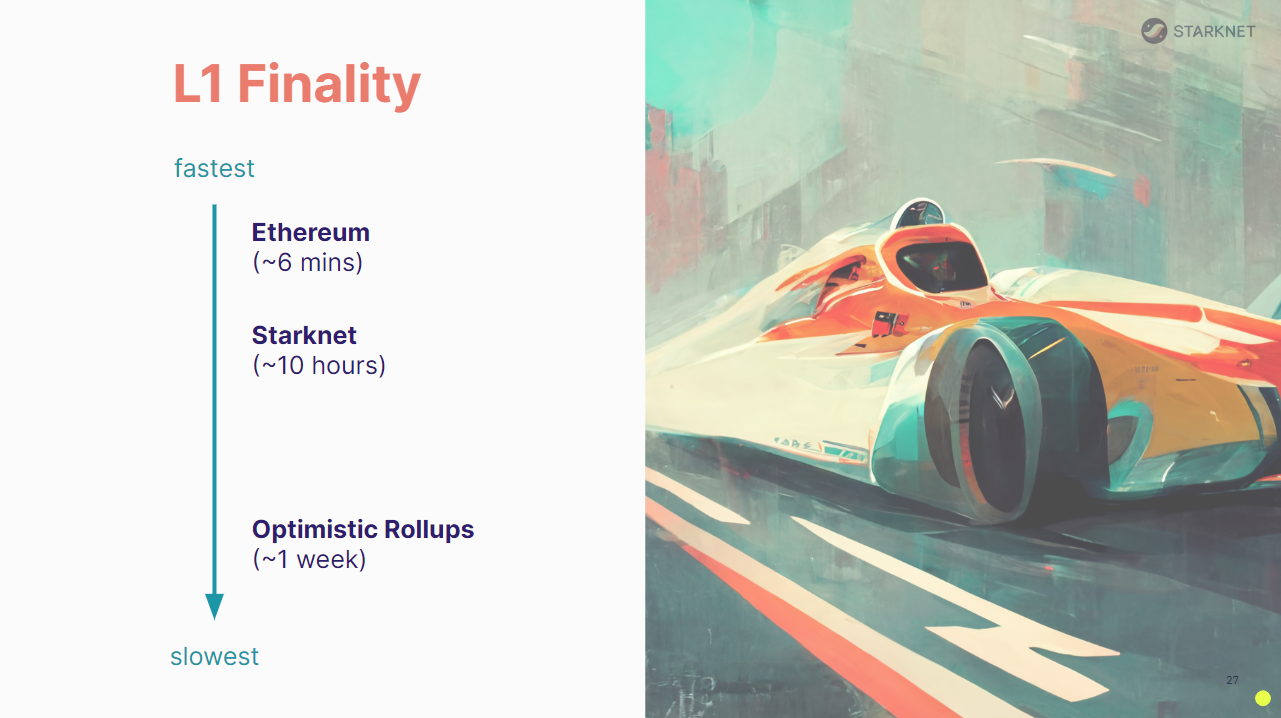 STARKNET
L1 Finality
fastest
Ethereum
(~6 mins)
Starknet
(~10 hours)
Optimistic Rollups
(~1 week)
slowest
27